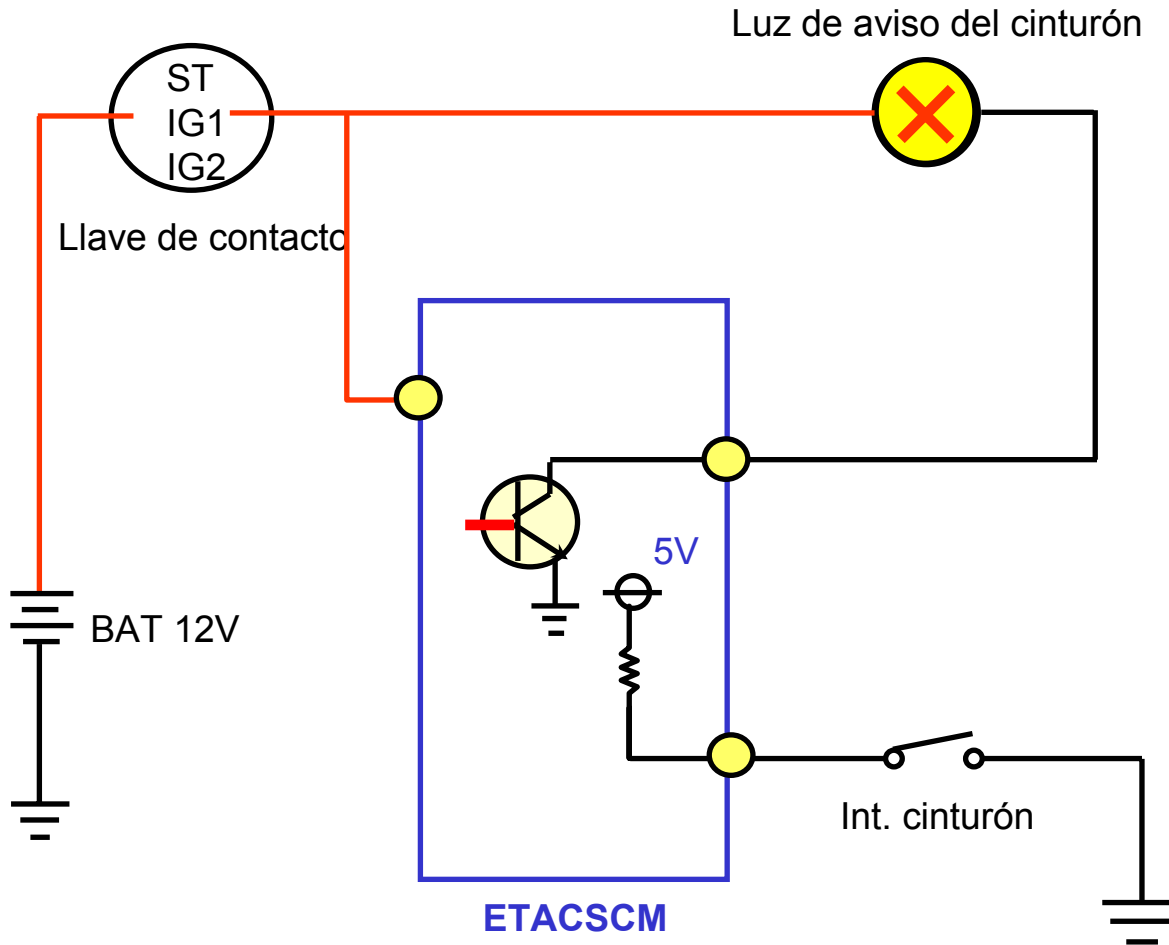 Luz de aviso del cinturón
ST
IG1
IG2
Llave de contacto
5V
BAT 12V
Int. cinturón
ETACSCM